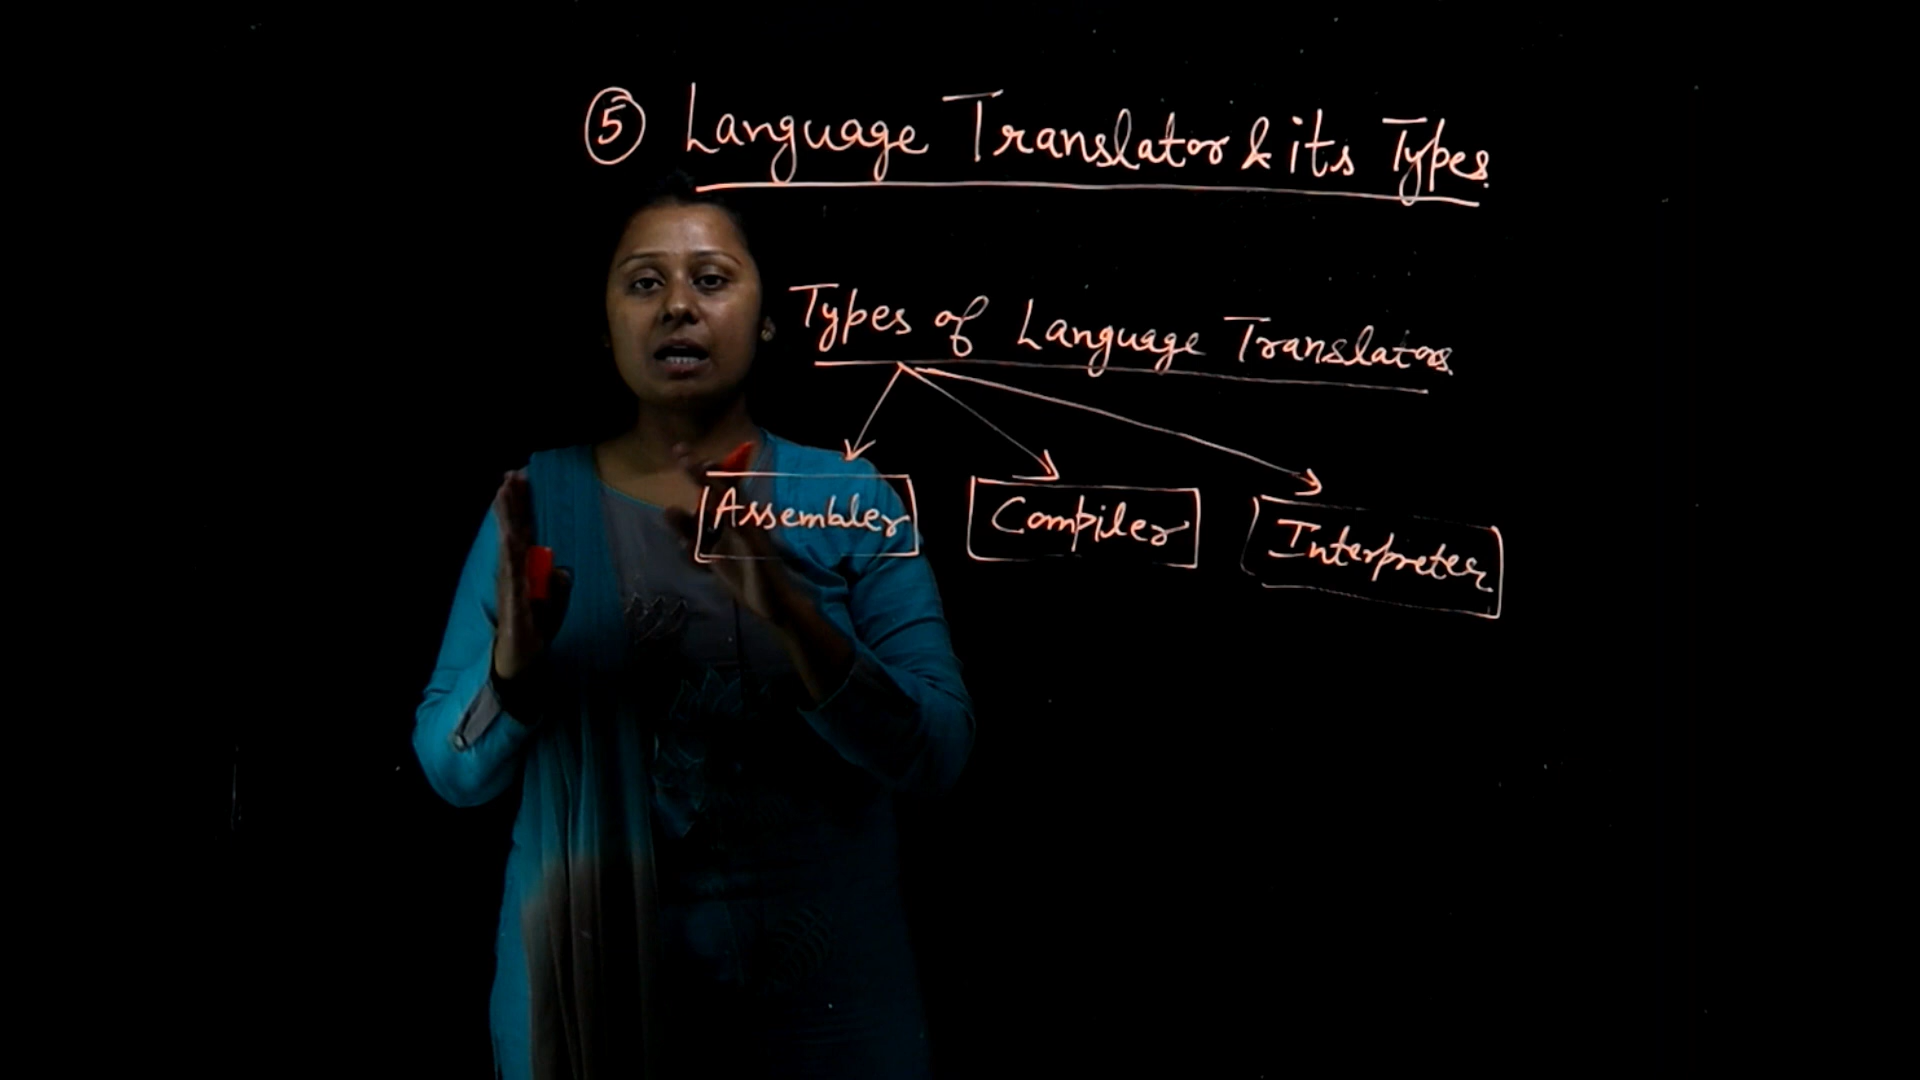 5 Language Translator & its Types.
Types of Language Translators.
Assembler Compiler Interpreter